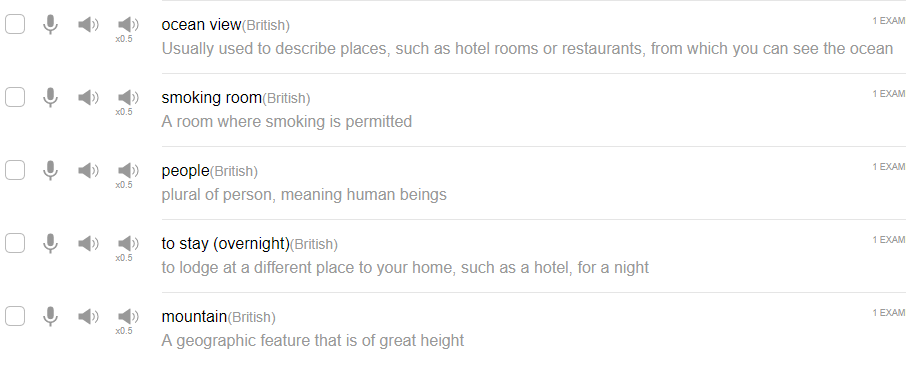 ocean view(British)
1 EXAM
x0.5
Usually used to describe places, such as hotel rooms or restaurants, from which you can see the ocean
smoking room(British)
1 EXAM
x0.5
A room where smoking is permitted
people(British)
1 EXAM
x0.5
plural of person, meaning human beings
to stay (overnight)(British)
1 EXAM
x0.5
to lodge at a different place to your home, such as a hotel, for a night
mountain(British)
1 EXAM
x0.5
A geographic feature that is of great height